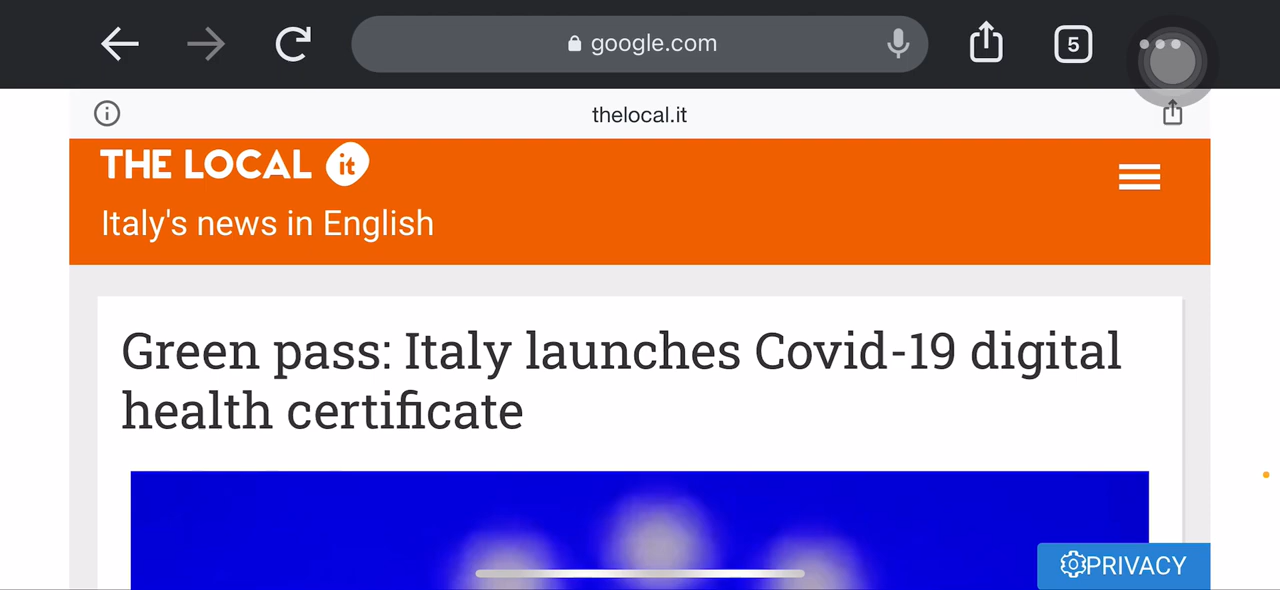 google.com
5
thelocal.it
THE LOCAL it
Italy's news in English
Green pass: Italy launches Covid-19 digital
health certificate
PRIVACY